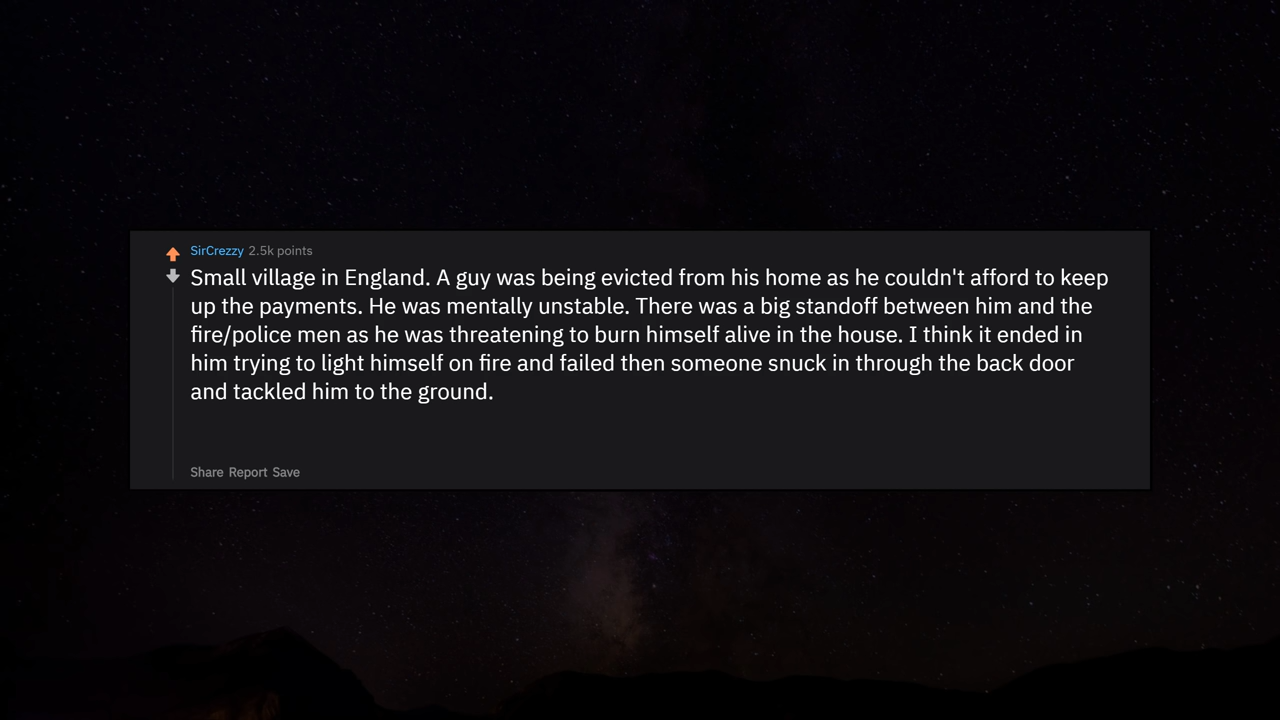 SirCrezzy 2.5k points
Small village in England. A guy was being evicted from his home as he couldn't afford to keep
up the payments. He was mentally unstable. There was a big standoff between him and the
fire/police men as he was threatening to burn himself alive in the house. I think it ended in
him trying to light himself on fire and failed then someone snuck in through the back door
and tackled him to the ground.
Share Report Save